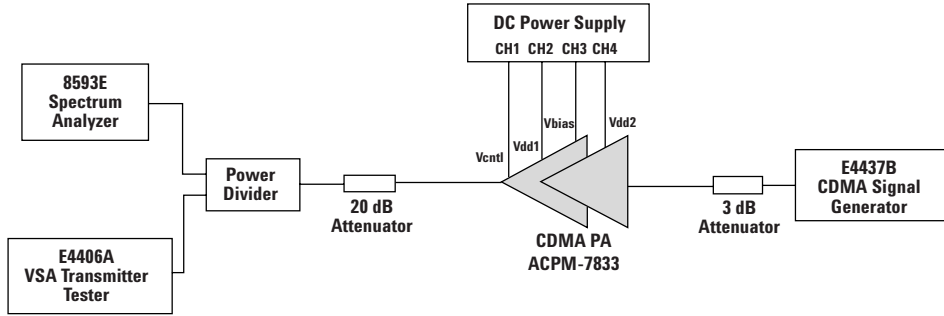 DC Power Supply
CH1 CH2 CH3 CH4
8593E
Spectrum
Analyzer
Vbias
Vdd2
Vdd1
Vcntl
Power
Divider
20 dB
Attenuator
CDMA PA
ACPM-7833
3 dB
Attenuator
E4437B
CDMA Signal
Generator
E4406A
VSA Transmitter
Tester